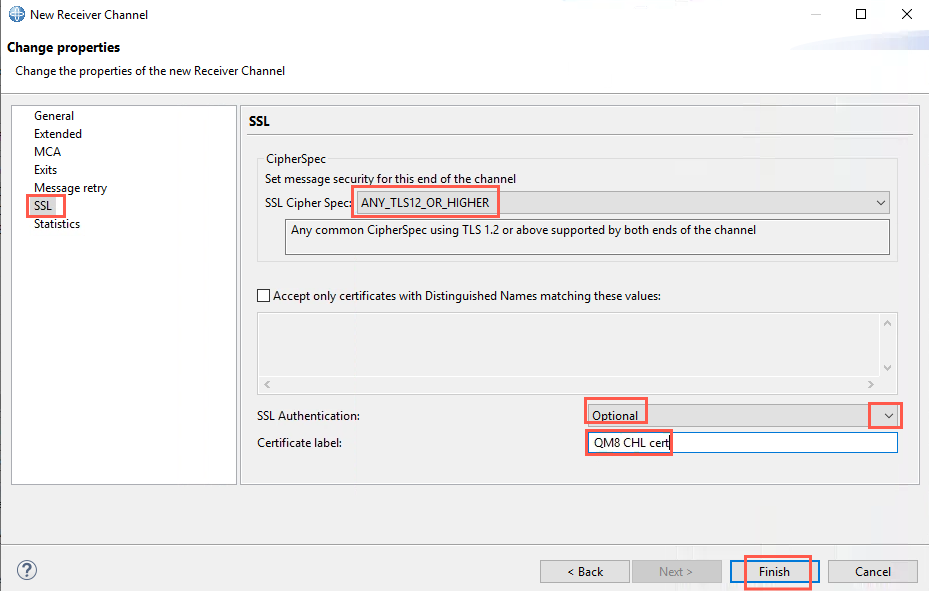 New Receiver Channel
Change properties
Change the properties of the new Receiver Channel
General
Extended
MCA
Exits
Message retry
SSL
Statistics
SSL
CipherSpec
Set message security for this end of the channel
SSL Cipher Spec: ANY_TLS12_OR_HIGHER
Any common CipherSpec using TLS 1.2 or above supported by both ends of the channel
Accept only certificates with Distinguished Names matching these values:
SSL Authentication: Optional
Certificate label: QM8 CHL cert
? < Back Next > Finish Cancel